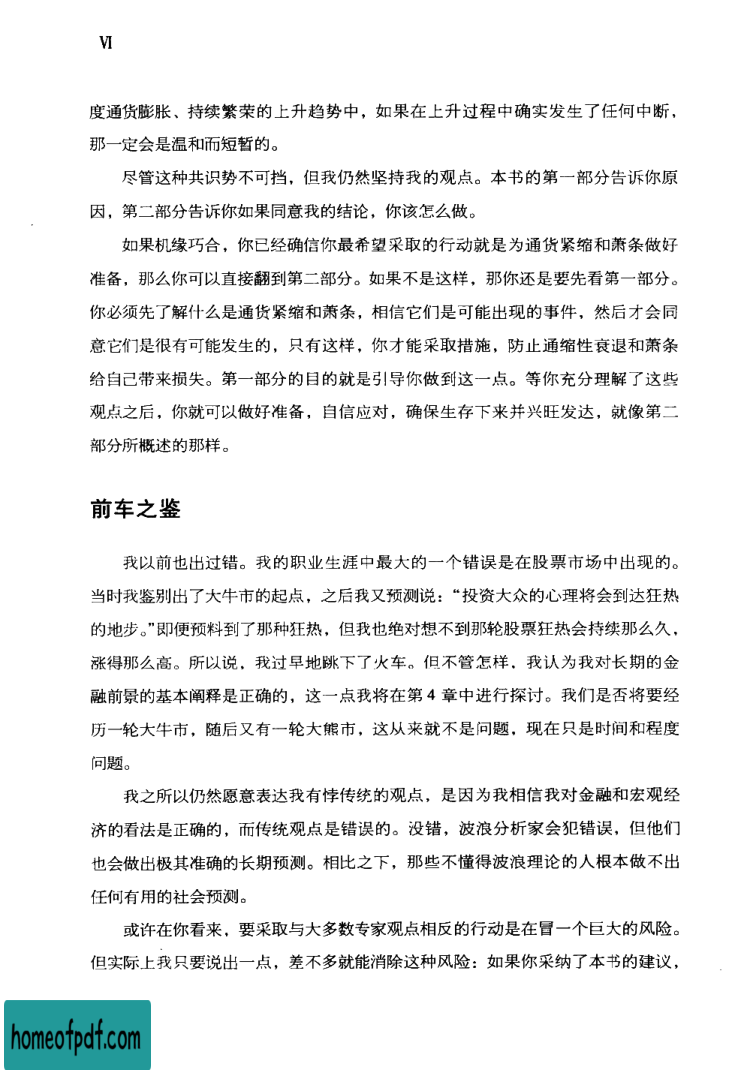 Ⅵ
度通货膨胀、持续繁荣的上升趋势中，如果在上升过程中确实发生了任何中断，
那一定会是温和而短暂的。
尽管这种共识势不可挡，但我仍然坚持我的观点。本书的第一部分告诉你原
因，第二部分告诉你如果同意我的结论，你该怎么做。
如果机缘巧合，你已经确信你最希望采取的行动就是为通货紧缩和萧条做好
准备，那么你可以直接翻到第二部分。如果不是这样，那你还是要先看第一部分。
你必须先了解什么是通货紧缩和萧条，相信它们是可能出现的事件，然后才会同
意它们是很有可能发生的，只有这样，你才能采取措施，防止通缩性衰退和萧条
给自己带来损失。第一部分的目的就是引导你做到这一点。等你充分理解了这些
观点之后，你就可以做好准备，自信应对，确保生存下来并兴旺发达，就像第二
部分所概述的那样。
前车之鉴
我以前也出过错。我的职业生涯中最大的一个错误是在股票市场中出现的。
当时我鉴别出了大牛市的起点，之后我又预测说：“投资大众的心理将会到达狂热
的地步。”即便预料到了那种狂热，但我也绝对想不到那轮股票狂热会持续那么久，
涨得那么高。所以说，我过早地跳下了火车。但不管怎样，我认为我对长期的金
融前景的基本阐释是正确的，这一点我将在第 4 章中进行探讨。我们是否将要经
历一轮大牛市，随后又有一轮大熊市，这从来就不是问题，现在只是时间和程度
问题。
我之所以仍然愿意表达我有悖传统的观点，是因为我相信我对金融和宏观经
济的看法是正确的，而传统观点是错误的。没错，波浪分析家会犯错误，但他们
也会做出极其准确的长期预测。相比之下，那些不懂得波浪理论的人根本做不出
任何有用的社会预测。
或许在你看来，要采取与大多数专家观点相反的行动是在冒一个巨大的风险。
但实际上我只要说出一点，差不多就能消除这种风险：如果你采纳了本书的建议，
homeofpdf.com